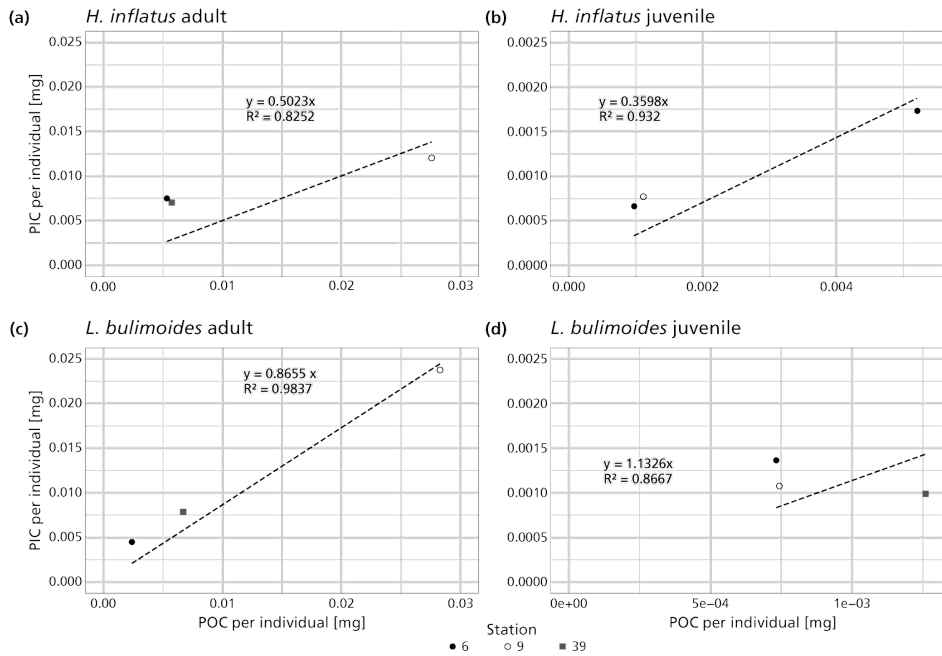 (a) H. inflatus adult
(b) H. inflatus juvenile
PIC per individual [mg]
0.025
0.020
0.015
0.010
0.005
0.000
y = 0.5023x
R² = 0.8252
0.00 0.01 0.02 0.03
0.0025
0.0020
0.0015
0.0010
0.0005
0.0000
y = 0.3598x
R² = 0.932
0.000 0.002 0.004
(c) L. bulimoides adult
(d) L. bulimoides juvenile
PIC per individual [mg]
0.025
0.020
0.015
0.010
0.005
0.000
y = 0.8655 x
R² = 0.9837
0.00 0.01 0.02 0.03
POC per individual [mg]
0.0025
0.0020
0.0015
0.0010
0.0005
0.0000
y = 1.1326x
R² = 0.8667
0e+00 5e−04 1e−03
POC per individual [mg]
Station
6 9 39